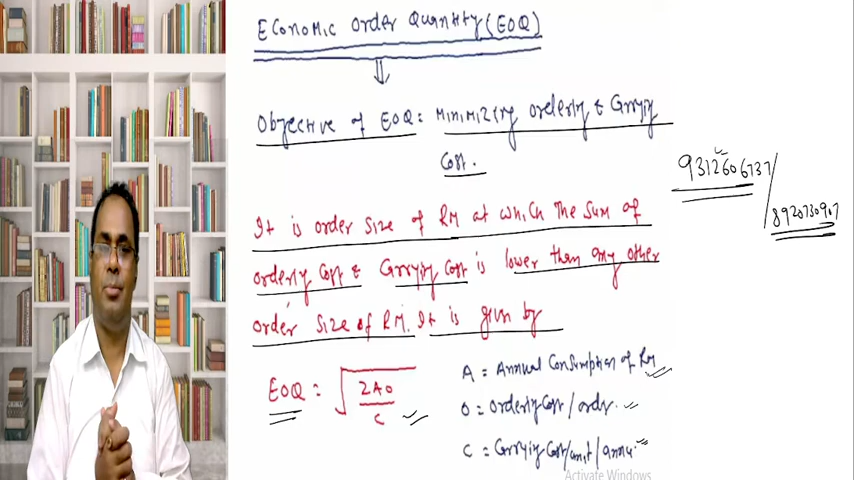 Economic Order Quantity (EOQ)
Objective of EOQ = Minimizing ordering & Carrying
Cost.
It is order size of RM at which the sum of
ordering cost & Carrying cost is lower than any other
order size of RM. It is given by
EOQ = √2AO/C
A = Annual Consumption of RM
O = Ordering Cost/order
C = Carrying Cost/unit/annum
9312606737/
8920730907
Activate Windows